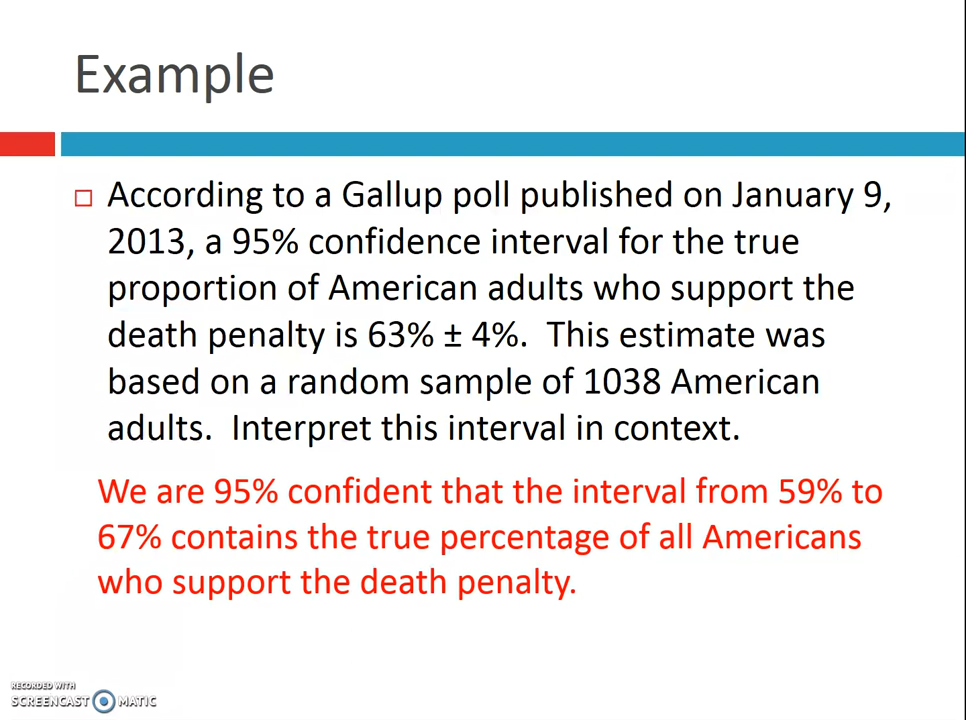 Example
According to a Gallup poll published on January 9,
2013, a 95% confidence interval for the true
proportion of American adults who support the
death penalty is 63% ± 4%.  This estimate was
based on a random sample of 1038 American
adults.  Interpret this interval in context.
We are 95% confident that the interval from 59% to
67% contains the true percentage of all Americans
who support the death penalty.
RECORDED WITH
SCREENCAST MATIC